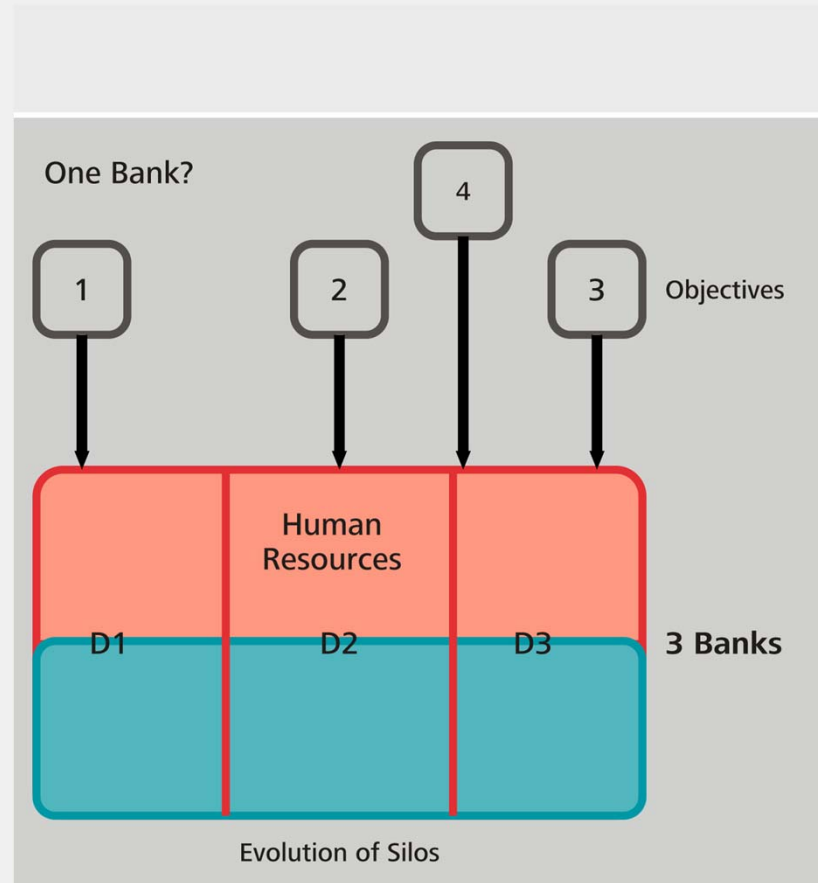 One Bank?
4
1
2
3
Objectives
Human
Resources
D1
D2
D3
3 Banks
Evolution of Silos